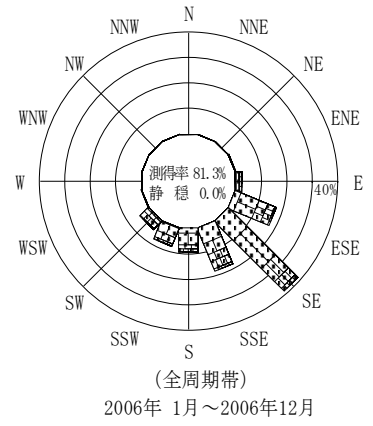 N
NNW NNE
NW NE
WNW ENE
測得率 81.3%
W 40% E
静 穏 0.0%
WSW ESE
SW SE
SSW SSE
S
(全周期帯)
2006年 1月～2006年12月